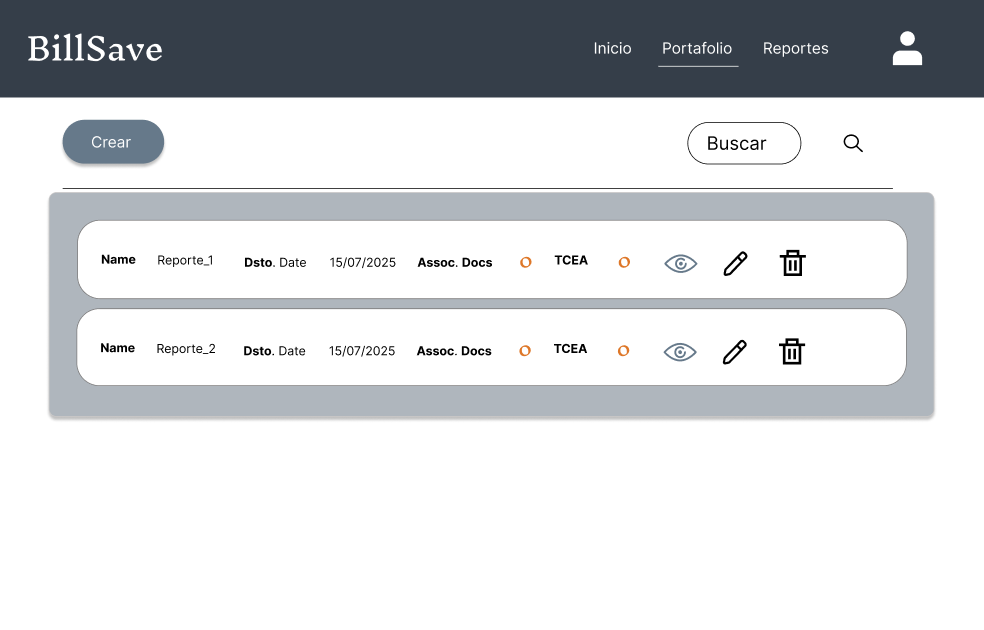 BillSave
Inicio Portafolio Reportes
Crear
Buscar
Name Reporte_1 Dsto. Date 15/07/2025 Assoc. Docs 0 TCEA 0
Name Reporte_2 Dsto. Date 15/07/2025 Assoc. Docs 0 TCEA 0